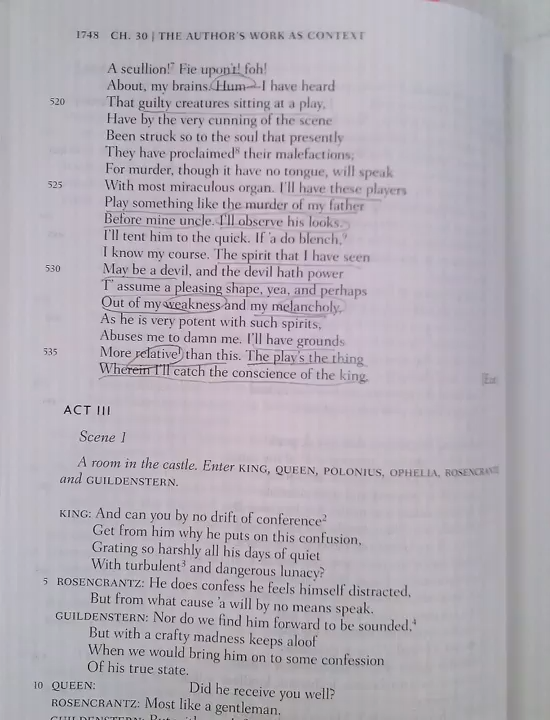 1748 CH. 30 | THE AUTHOR'S WORK AS CONTEXT
A scullion!⁷ Fie upon't! foh!
About, my brains. Hum—I have heard
520 That guilty creatures sitting at a play,
Have by the very cunning of the scene
Been struck so to the soul that presently
They have proclaimed⁸ their malefactions;
For murder, though it have no tongue, will speak
525 With most miraculous organ. I'll have these players
Play something like the murder of my father
Before mine uncle. I'll observe his looks.
I'll tent him to the quick. If 'a do blench,⁹
I know my course. The spirit that I have seen
530 May be a devil, and the devil hath power
T' assume a pleasing shape, yea, and perhaps
Out of my weakness and my melancholy,
As he is very potent with such spirits,
Abuses me to damn me. I'll have grounds
535 More relative¹ than this. The play's the thing
Wherein I'll catch the conscience of the king.
ACT III
Scene 1
A room in the castle. Enter KING, QUEEN, POLONIUS, OPHELIA, ROSENCRANTZ
and GUILDENSTERN.
KING: And can you by no drift of conference²
Get from him why he puts on this confusion,
Grating so harshly all his days of quiet
With turbulent³ and dangerous lunacy?
5 ROSENCRANTZ: He does confess he feels himself distracted,
But from what cause 'a will by no means speak.
GUILDENSTERN: Nor do we find him forward to be sounded,⁴
But with a crafty madness keeps aloof
When we would bring him on to some confession
Of his true state.
10 QUEEN: Did he receive you well?
ROSENCRANTZ: Most like a gentleman.